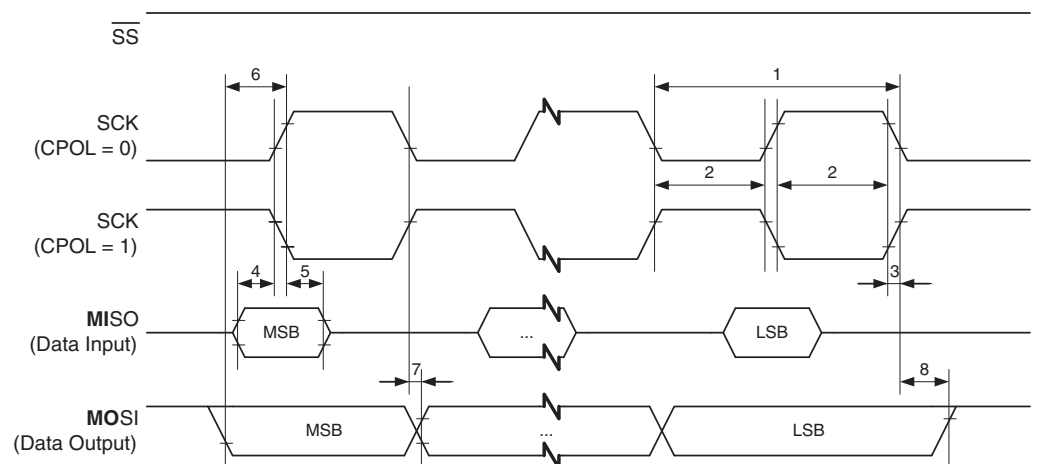 SS
6
1
SCK
(CPOL = 0)
2
2
SCK
(CPOL = 1)
4
5
3
MISO
(Data Input)
MSB
...
LSB
7
8
MOSI
(Data Output)
MSB
...
LSB